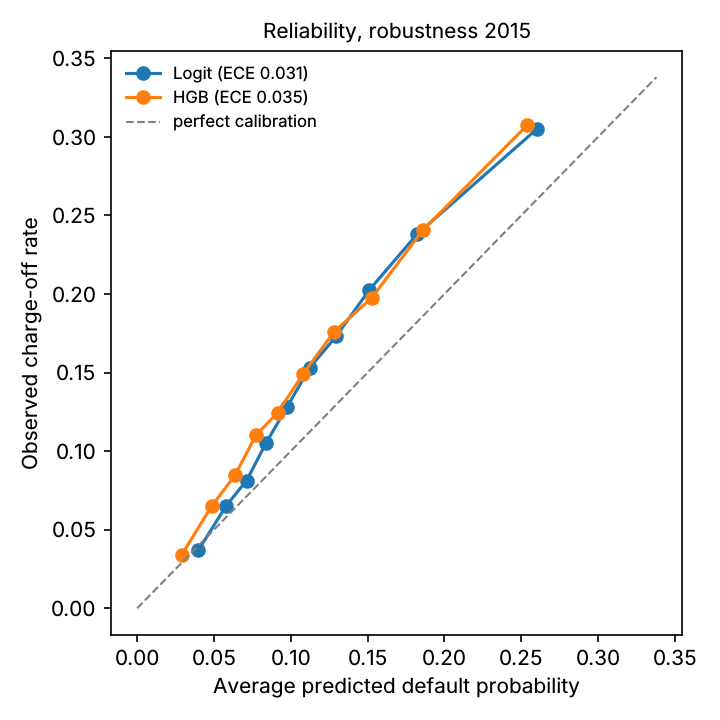 Reliability, robustness 2015
Logit (ECE 0.031)
HGB (ECE 0.035)
perfect calibration
Observed charge-off rate
0.35
0.30
0.25
0.20
0.15
0.10
0.05
0.00
0.00 0.05 0.10 0.15 0.20 0.25 0.30 0.35
Average predicted default probability